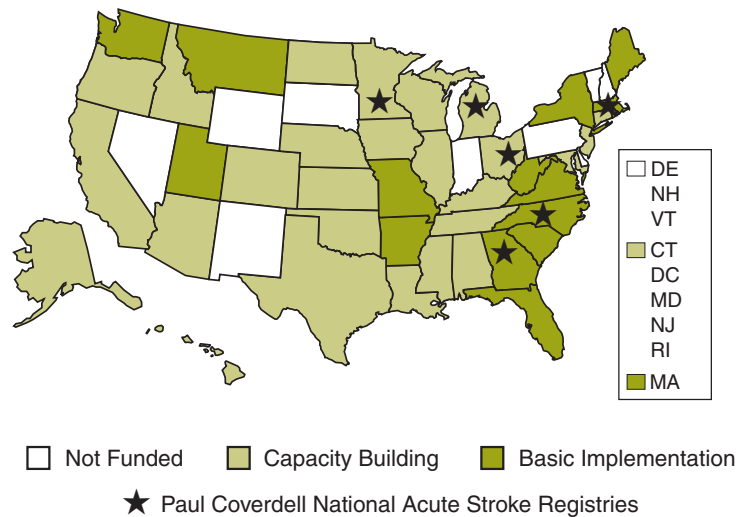 DE
NH
VT
CT
DC
MD
NJ
RI
MA
Not Funded
Capacity Building
Basic Implementation
Paul Coverdell National Acute Stroke Registries